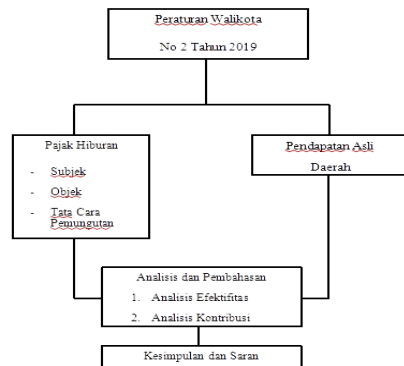 Peraturan Walikota
No 2 Tahun 2019
Pajak Hiburan
- Subjek
- Objek
- Tata Cara
Pemungutan
Pendapatan Asli
Daerah
Analisis dan Pembahasan
1. Analisis Efektifitas
2. Analisis Kontribusi
Kesimpulan dan Saran